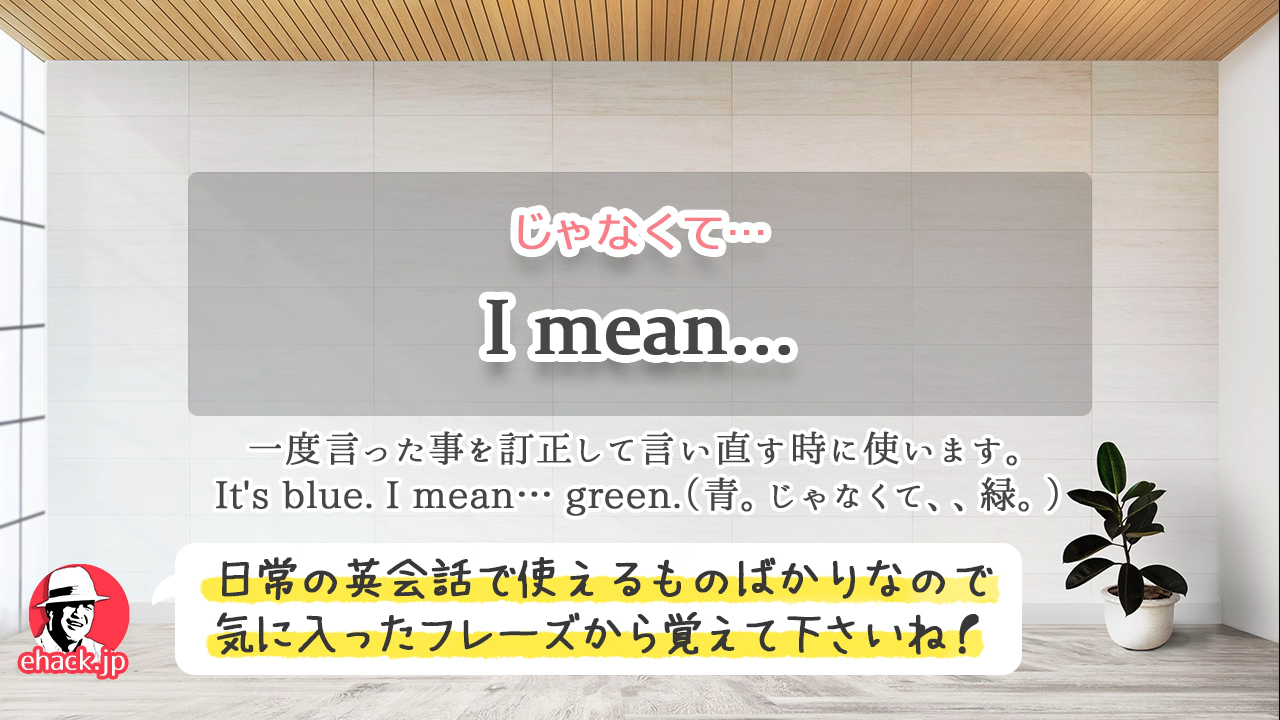 じゃなくて…
I mean...
一度言った事を訂正して言い直す時に使います。
It's blue. I mean… green.（青。じゃなくて、、緑。）
日常の英会話で使えるものばかりなので
気に入ったフレーズから覚えて下さいね！
ehack.jp